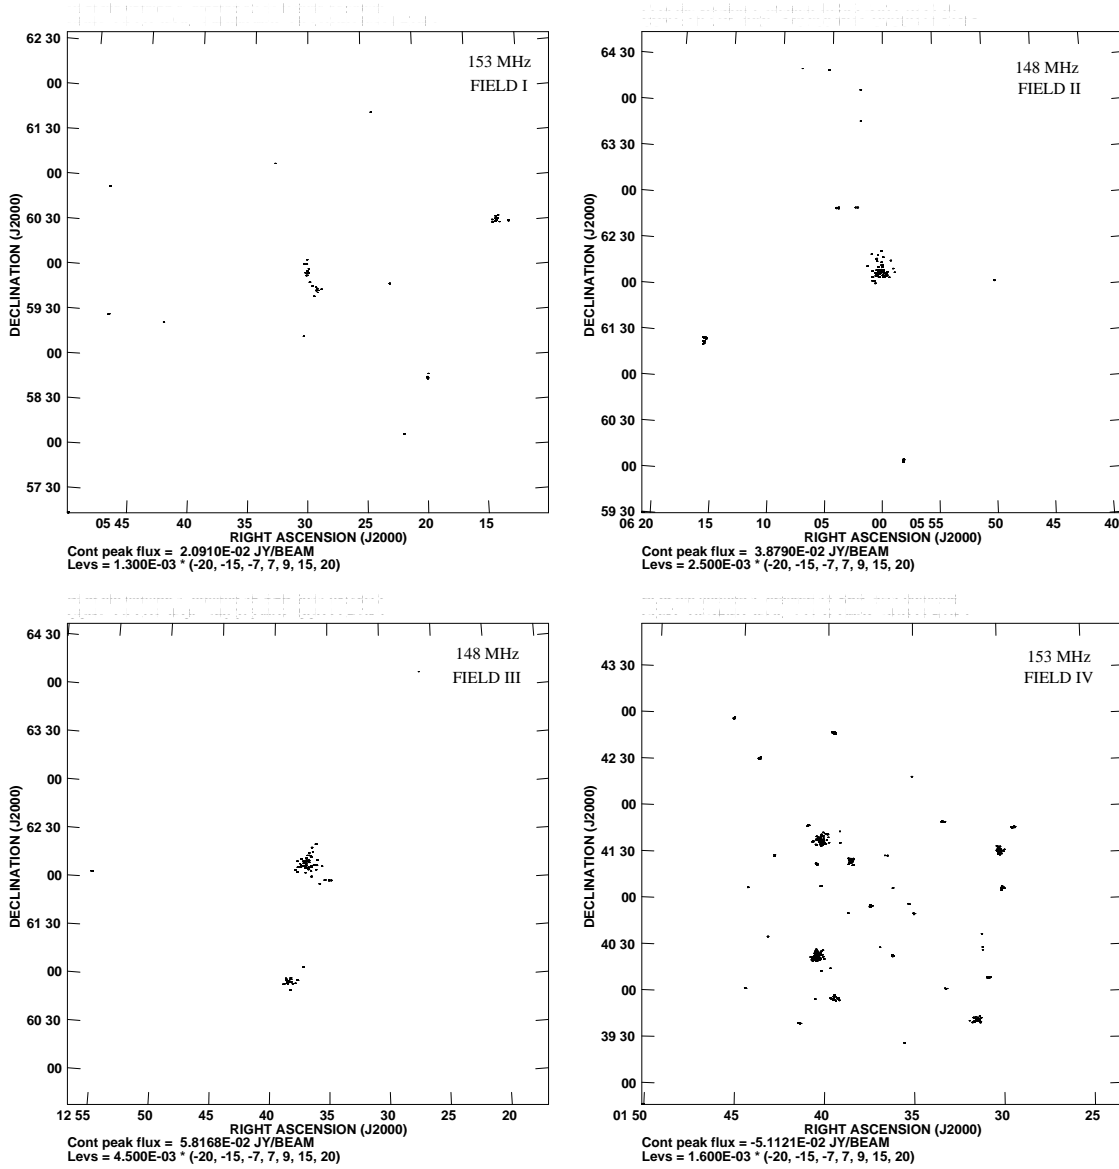 62 30
153 MHz
FIELD I
00
61 30
00
60 30
00
59 30
00
58 30
00
57 30
DECLINATION (J2000)
05 45 40 35 30 25 20 15
RIGHT ASCENSION (J2000)
Cont peak flux = 2.0910E-02 JY/BEAM
Levs = 1.300E-03 * (-20, -15, -7, 7, 9, 15, 20)
64 30
148 MHz
FIELD II
00
63 30
00
62 30
00
61 30
00
60 30
00
59 30
DECLINATION (J2000)
06 20 15 10 05 00 05 55 50 45 40
RIGHT ASCENSION (J2000)
Cont peak flux = 3.8790E-02 JY/BEAM
Levs = 2.500E-03 * (-20, -15, -7, 7, 9, 15, 20)
64 30
148 MHz
FIELD III
00
63 30
00
62 30
00
61 30
00
60 30
00
DECLINATION (J2000)
12 55 50 45 40 35 30 25 20
RIGHT ASCENSION (J2000)
Cont peak flux = 5.8168E-02 JY/BEAM
Levs = 4.500E-03 * (-20, -15, -7, 7, 9, 15, 20)
43 30
153 MHz
FIELD IV
00
42 30
00
41 30
00
40 30
00
39 30
00
DECLINATION (J2000)
01 50 45 40 35 30 25
RIGHT ASCENSION (J2000)
Cont peak flux = -5.1121E-02 JY/BEAM
Levs = 1.600E-03 * (-20, -15, -7, 7, 9, 15, 20)